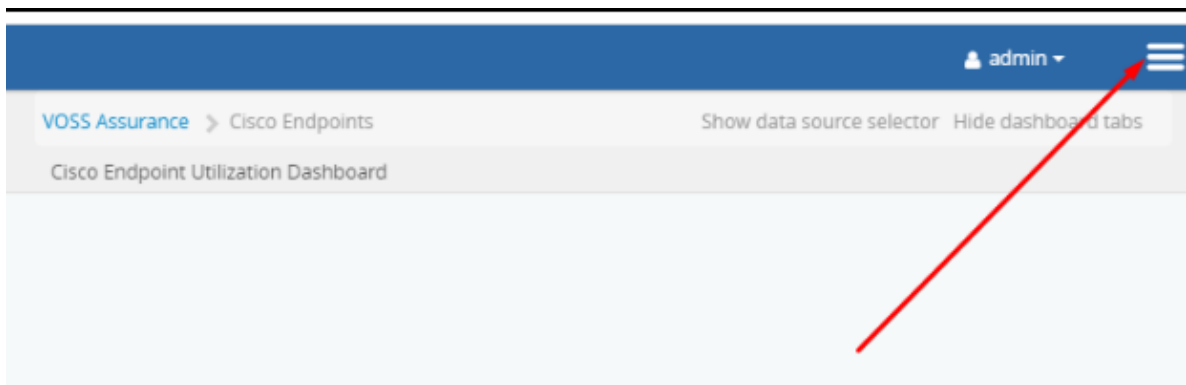 admin
VOSS Assurance > Cisco Endpoints Show data source selector Hide dashboard tabs
Cisco Endpoint Utilization Dashboard